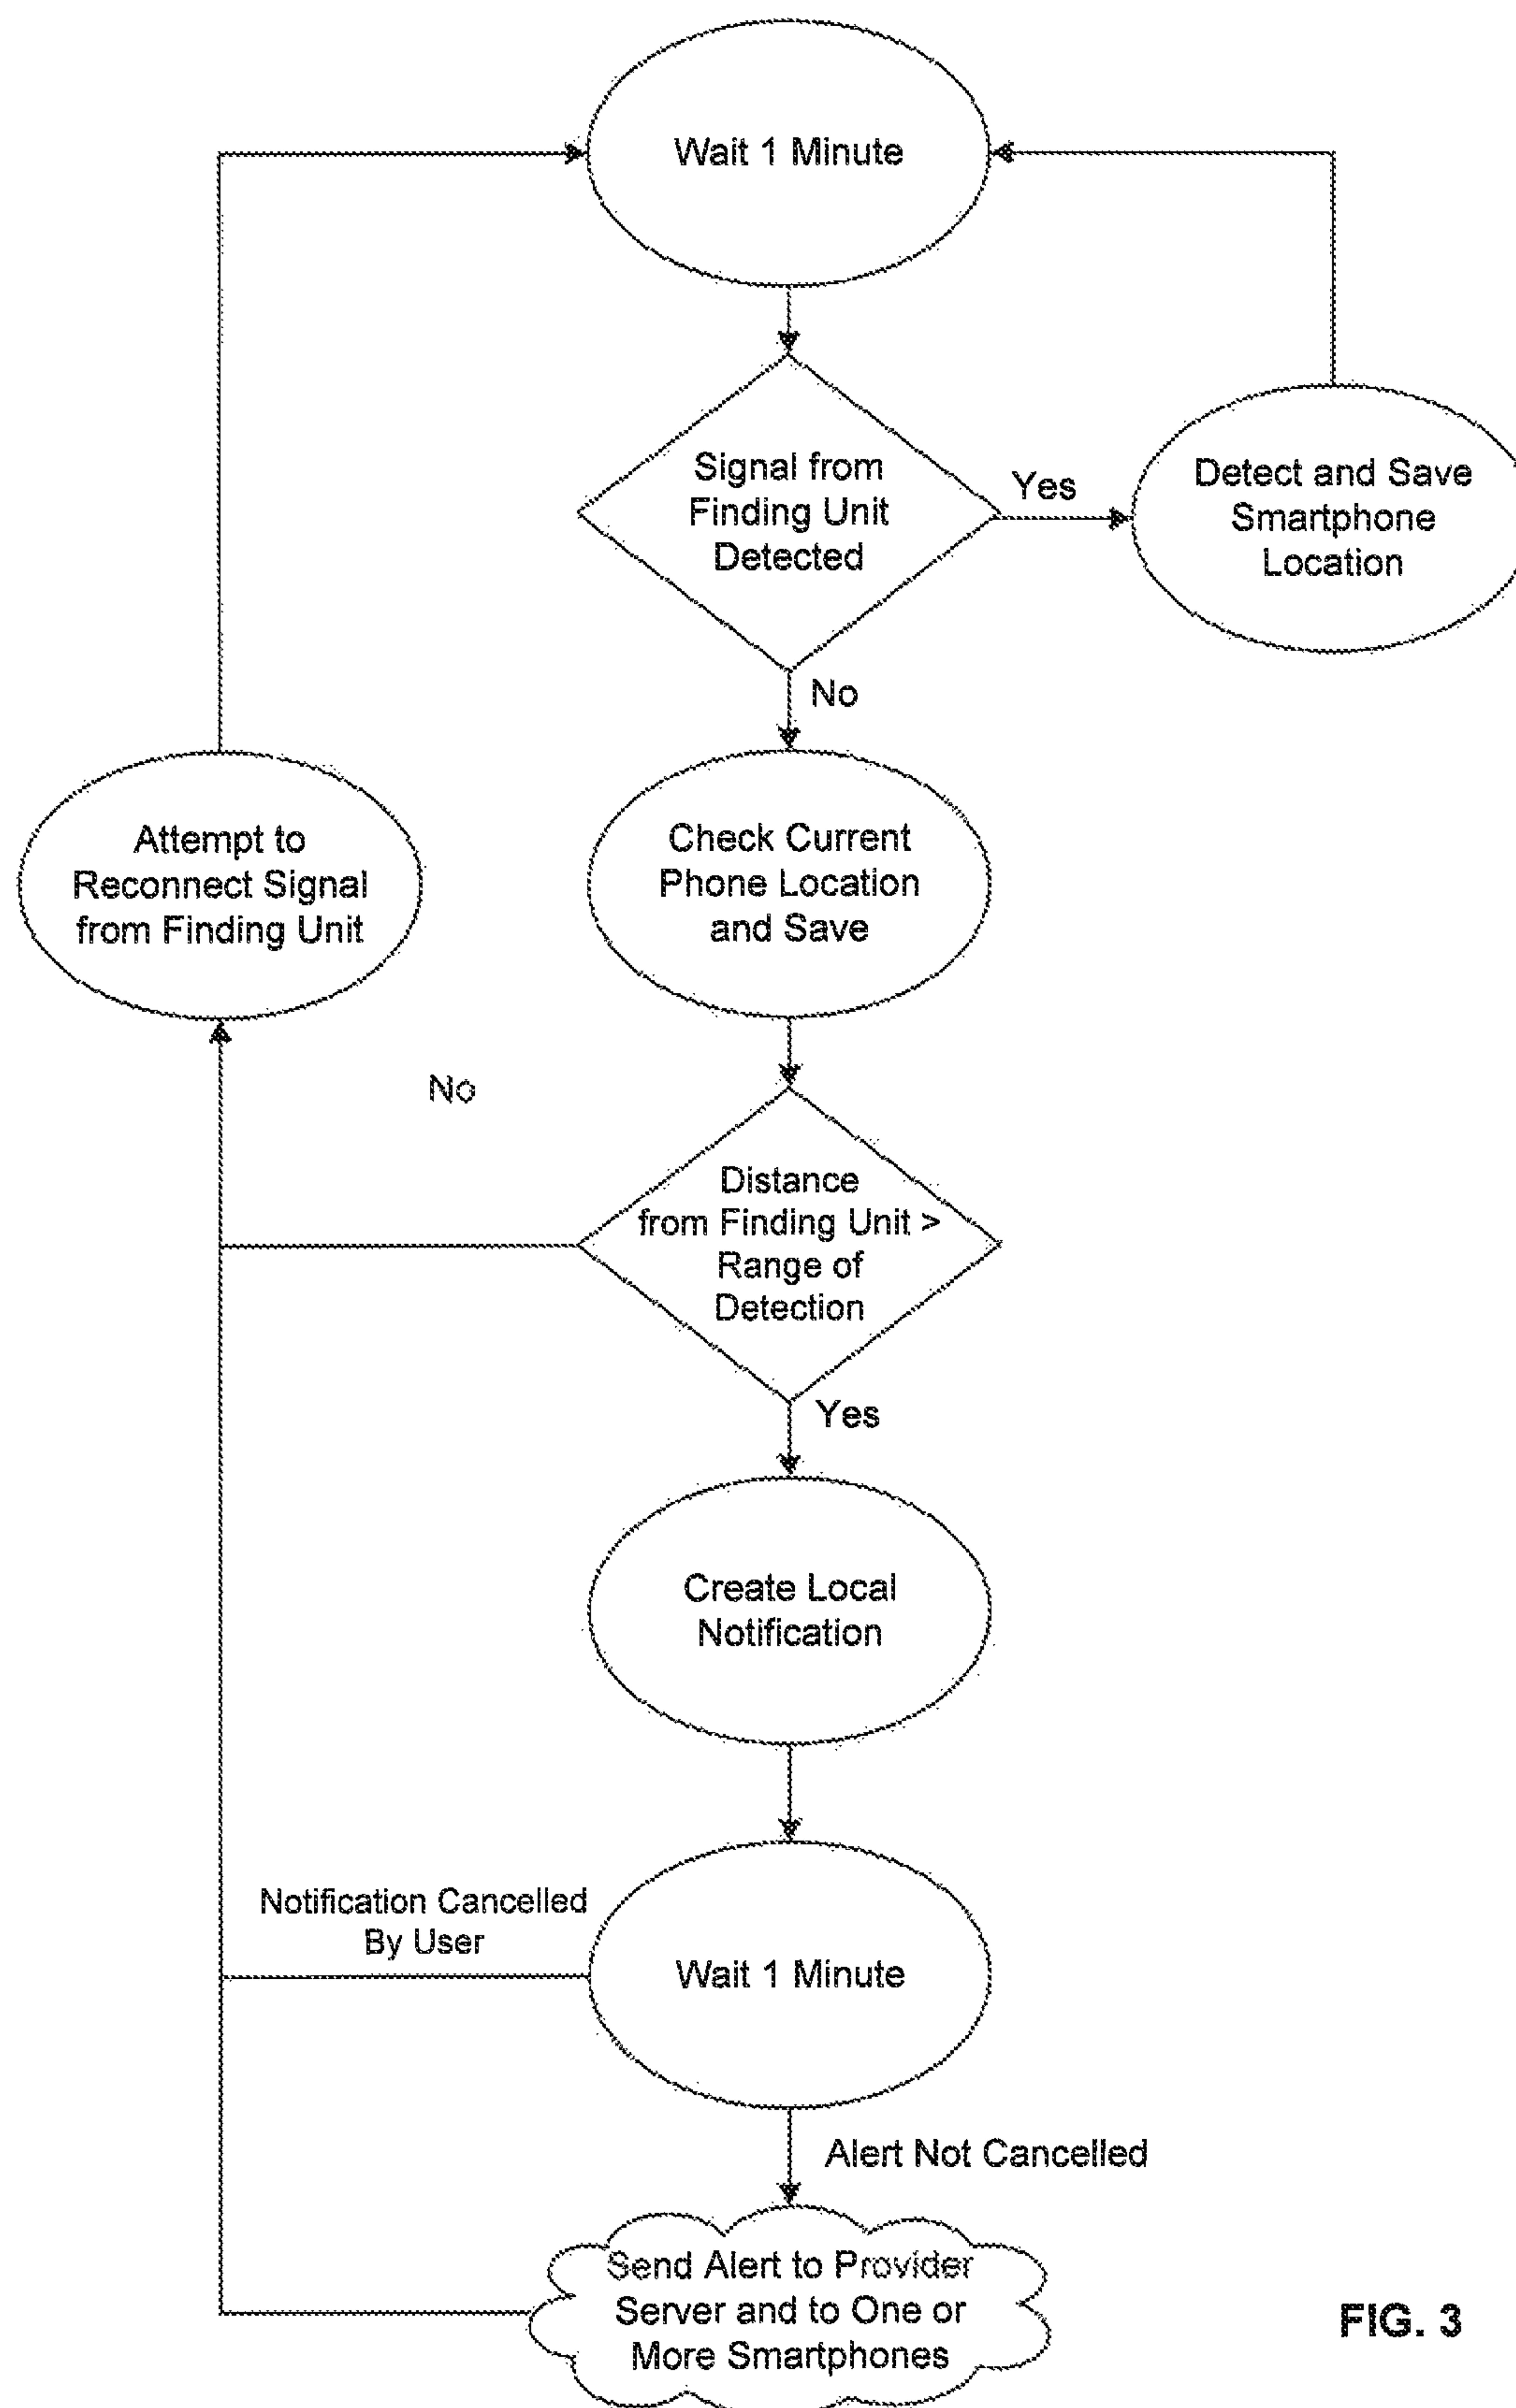 Wait 1 Minute
Signal from
Finding Unit
Detected
Yes
Detect and Save
Smartphone
Location
No
Attempt to
Reconnect Signal
from Finding Unit
Check Current
Phone Location
and Save
No
Distance
from Finding Unit >
Range of
Detection
Yes
Create Local
Notification
Notification Cancelled
By User
Wait 1 Minute
Alert Not Cancelled
Send Alert to Provider
Server and to One or
More Smartphones
FIG. 3